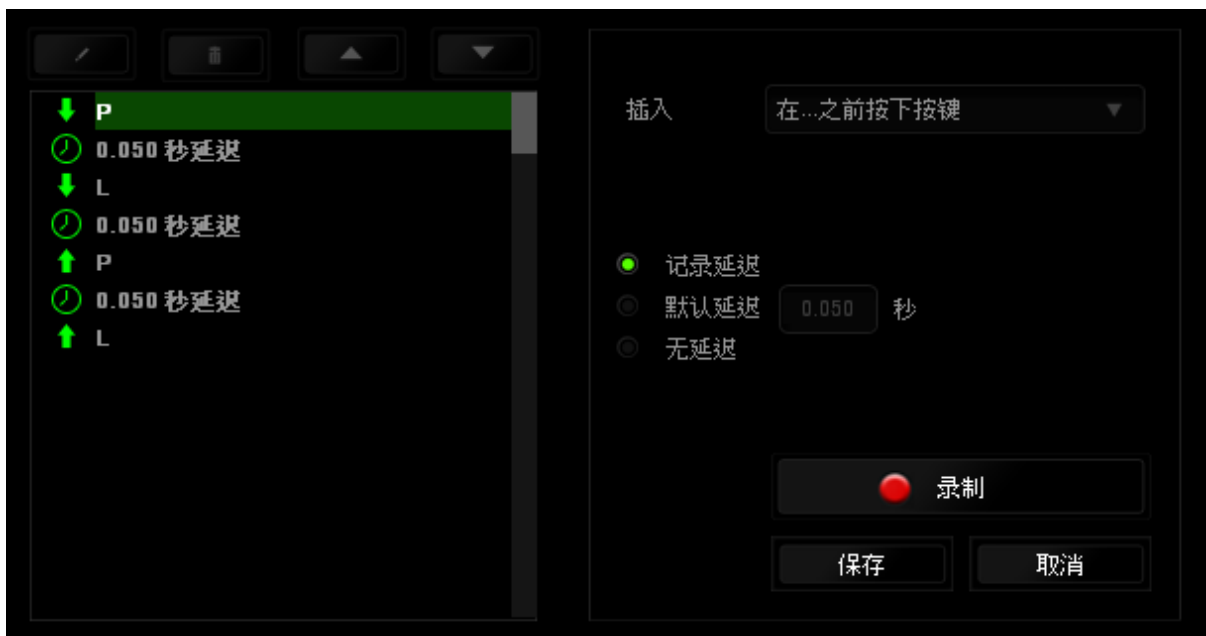 P
0.050 秒延迟
L
0.050 秒延迟
P
0.050 秒延迟
L
插入
在...之前按下按键
记录延迟
默认延迟 0.050 秒
无延迟
录制
保存 取消